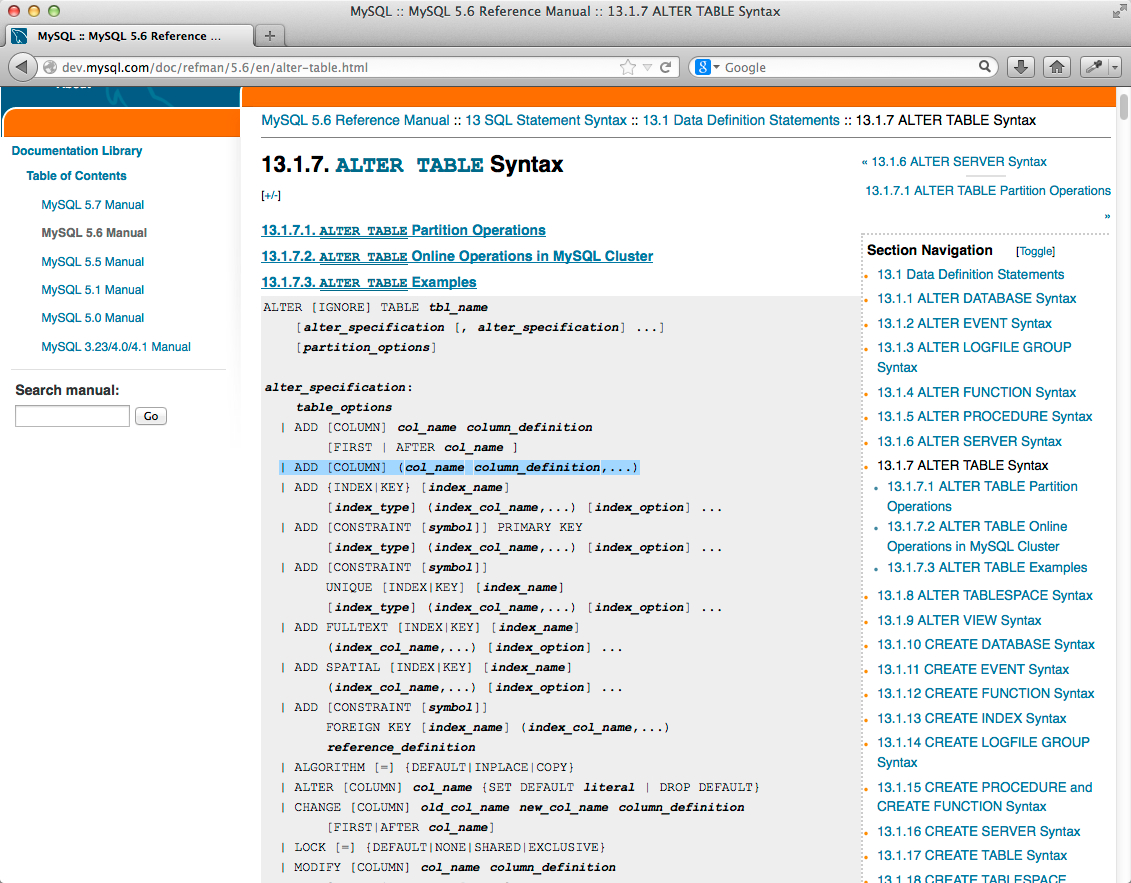 MySQL :: MySQL 5.6 Reference Manual :: 13.1.7 ALTER TABLE Syntax
MySQL :: MySQL 5.6 Reference ...
dev.mysql.com/doc/refman/5.6/en/alter-table.html
Google
MySQL 5.6 Reference Manual :: 13 SQL Statement Syntax :: 13.1 Data Definition Statements :: 13.1.7 ALTER TABLE Syntax
Documentation Library
Table of Contents
MySQL 5.7 Manual
MySQL 5.6 Manual
MySQL 5.5 Manual
MySQL 5.1 Manual
MySQL 5.0 Manual
MySQL 3.23/4.0/4.1 Manual
Search manual:
Go
13.1.7. ALTER TABLE Syntax
[+/-]
13.1.7.1. ALTER TABLE Partition Operations
13.1.7.2. ALTER TABLE Online Operations in MySQL Cluster
13.1.7.3. ALTER TABLE Examples
ALTER [IGNORE] TABLE tbl_name
[alter_specification [, alter_specification] ...]
[partition_options]
alter_specification:
table_options
| ADD [COLUMN] col_name column_definition
[FIRST | AFTER col_name ]
| ADD [COLUMN] (col_name column_definition,...)
| ADD {INDEX|KEY} [index_name]
[index_type] (index_col_name,...) [index_option] ...
| ADD [CONSTRAINT [symbol]] PRIMARY KEY
[index_type] (index_col_name,...) [index_option] ...
| ADD [CONSTRAINT [symbol]]
UNIQUE [INDEX|KEY] [index_name]
[index_type] (index_col_name,...) [index_option] ...
| ADD FULLTEXT [INDEX|KEY] [index_name]
(index_col_name,...) [index_option] ...
| ADD SPATIAL [INDEX|KEY] [index_name]
(index_col_name,...) [index_option] ...
| ADD [CONSTRAINT [symbol]]
FOREIGN KEY [index_name] (index_col_name,...)
reference_definition
| ALGORITHM [=] {DEFAULT|INPLACE|COPY}
| ALTER [COLUMN] col_name {SET DEFAULT literal | DROP DEFAULT}
| CHANGE [COLUMN] old_col_name new_col_name column_definition
[FIRST|AFTER col_name]
| LOCK [=] {DEFAULT|NONE|SHARED|EXCLUSIVE}
| MODIFY [COLUMN] col_name column_definition
« 13.1.6 ALTER SERVER Syntax
13.1.7.1 ALTER TABLE Partition Operations
»
Section Navigation [Toggle]
13.1 Data Definition Statements
13.1.1 ALTER DATABASE Syntax
13.1.2 ALTER EVENT Syntax
13.1.3 ALTER LOGFILE GROUP
Syntax
13.1.4 ALTER FUNCTION Syntax
13.1.5 ALTER PROCEDURE Syntax
13.1.6 ALTER SERVER Syntax
13.1.7 ALTER TABLE Syntax
13.1.7.1 ALTER TABLE Partition
Operations
13.1.7.2 ALTER TABLE Online
Operations in MySQL Cluster
13.1.7.3 ALTER TABLE Examples
13.1.8 ALTER TABLESPACE Syntax
13.1.9 ALTER VIEW Syntax
13.1.10 CREATE DATABASE Syntax
13.1.11 CREATE EVENT Syntax
13.1.12 CREATE FUNCTION Syntax
13.1.13 CREATE INDEX Syntax
13.1.14 CREATE LOGFILE GROUP
Syntax
13.1.15 CREATE PROCEDURE and
CREATE FUNCTION Syntax
13.1.16 CREATE SERVER Syntax
13.1.17 CREATE TABLE Syntax
13.1.18 CREATE TABLESPACE